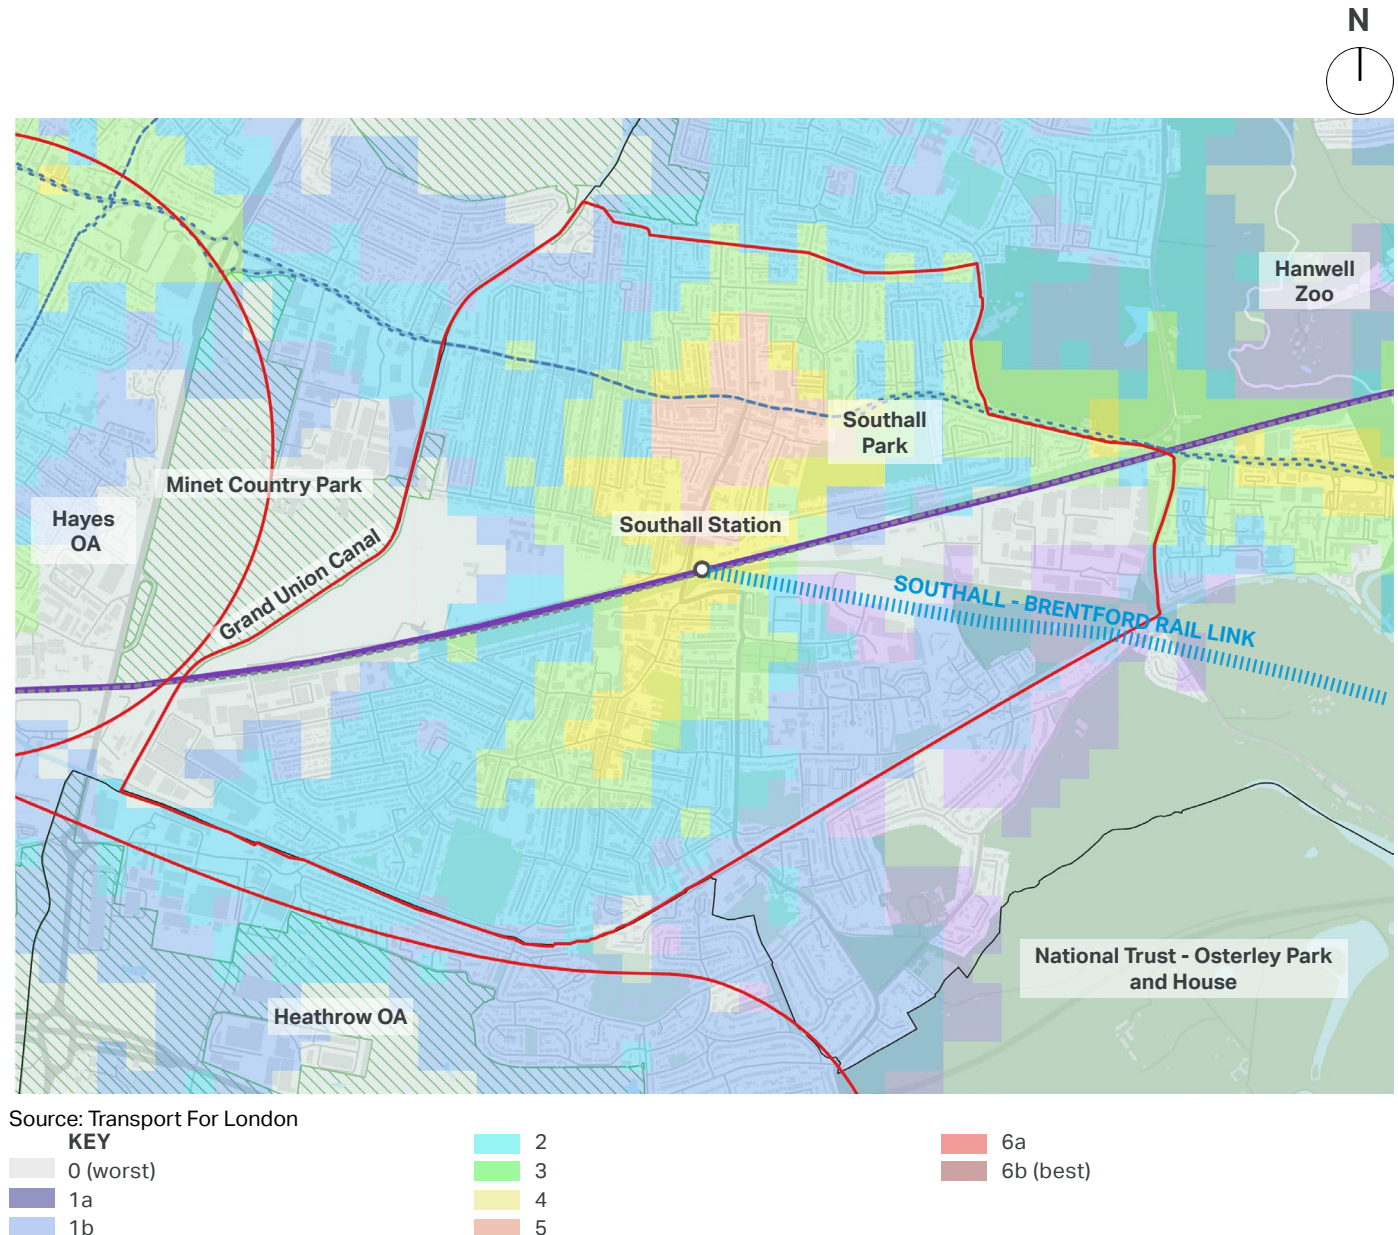 N
Hanwell
Zoo
Southall
Park
Minet Country Park
Hayes
OA
Southall Station
Grand Union Canal
SOUTHALL - BRENTFORD RAIL LINK
National Trust - Osterley Park
and House
Heathrow OA
Source: Transport For London
KEY
0 (worst)
1a
1b
2
3
4
5
6a
6b (best)